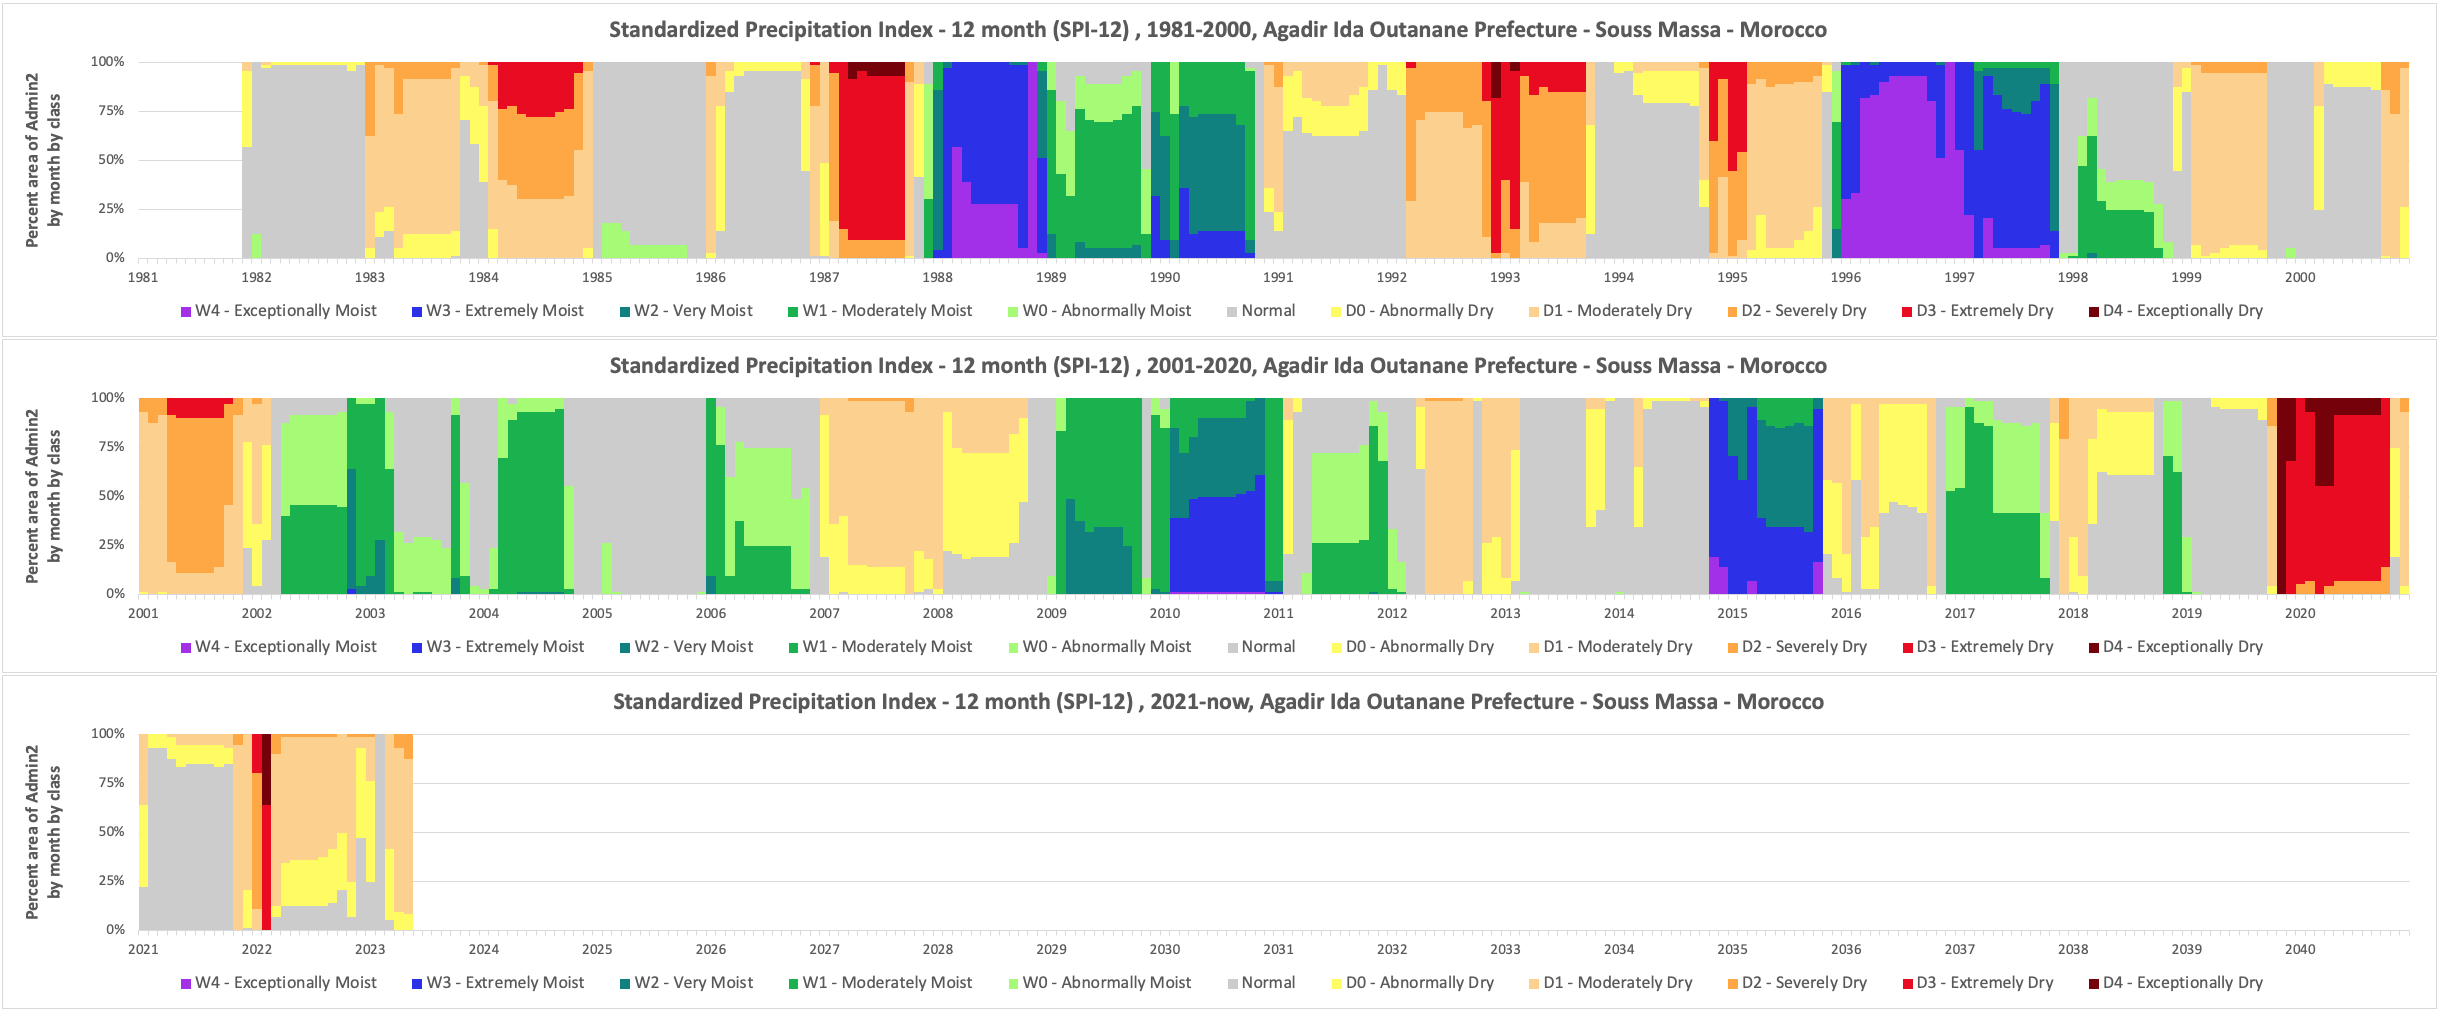 Standardized Precipitation Index - 12 month (SPI-12) , 1981-2000, Agadir Ida Outanane Prefecture - Souss Massa - Morocco
Percent area of Admin2
by month by class
100%
75%
50%
25%
0%
1981 1982 1983 1984 1985 1986 1987 1988 1989 1990 1991 1992 1993 1994 1995 1996 1997 1998 1999 2000
W4 - Exceptionally Moist W3 - Extremely Moist W2 - Very Moist W1 - Moderately Moist W0 - Abnormally Moist Normal D0 - Abnormally Dry D1 - Moderately Dry D2 - Severely Dry D3 - Extremely Dry D4 - Exceptionally Dry
Standardized Precipitation Index - 12 month (SPI-12) , 2001-2020, Agadir Ida Outanane Prefecture - Souss Massa - Morocco
Percent area of Admin2
by month by class
100%
75%
50%
25%
0%
2001 2002 2003 2004 2005 2006 2007 2008 2009 2010 2011 2012 2013 2014 2015 2016 2017 2018 2019 2020
W4 - Exceptionally Moist W3 - Extremely Moist W2 - Very Moist W1 - Moderately Moist W0 - Abnormally Moist Normal D0 - Abnormally Dry D1 - Moderately Dry D2 - Severely Dry D3 - Extremely Dry D4 - Exceptionally Dry
Standardized Precipitation Index - 12 month (SPI-12) , 2021-now, Agadir Ida Outanane Prefecture - Souss Massa - Morocco
Percent area of Admin2
by month by class
100%
75%
50%
25%
0%
2021 2022 2023 2024 2025 2026 2027 2028 2029 2030 2031 2032 2033 2034 2035 2036 2037 2038 2039 2040
W4 - Exceptionally Moist W3 - Extremely Moist W2 - Very Moist W1 - Moderately Moist W0 - Abnormally Moist Normal D0 - Abnormally Dry D1 - Moderately Dry D2 - Severely Dry D3 - Extremely Dry D4 - Exceptionally Dry